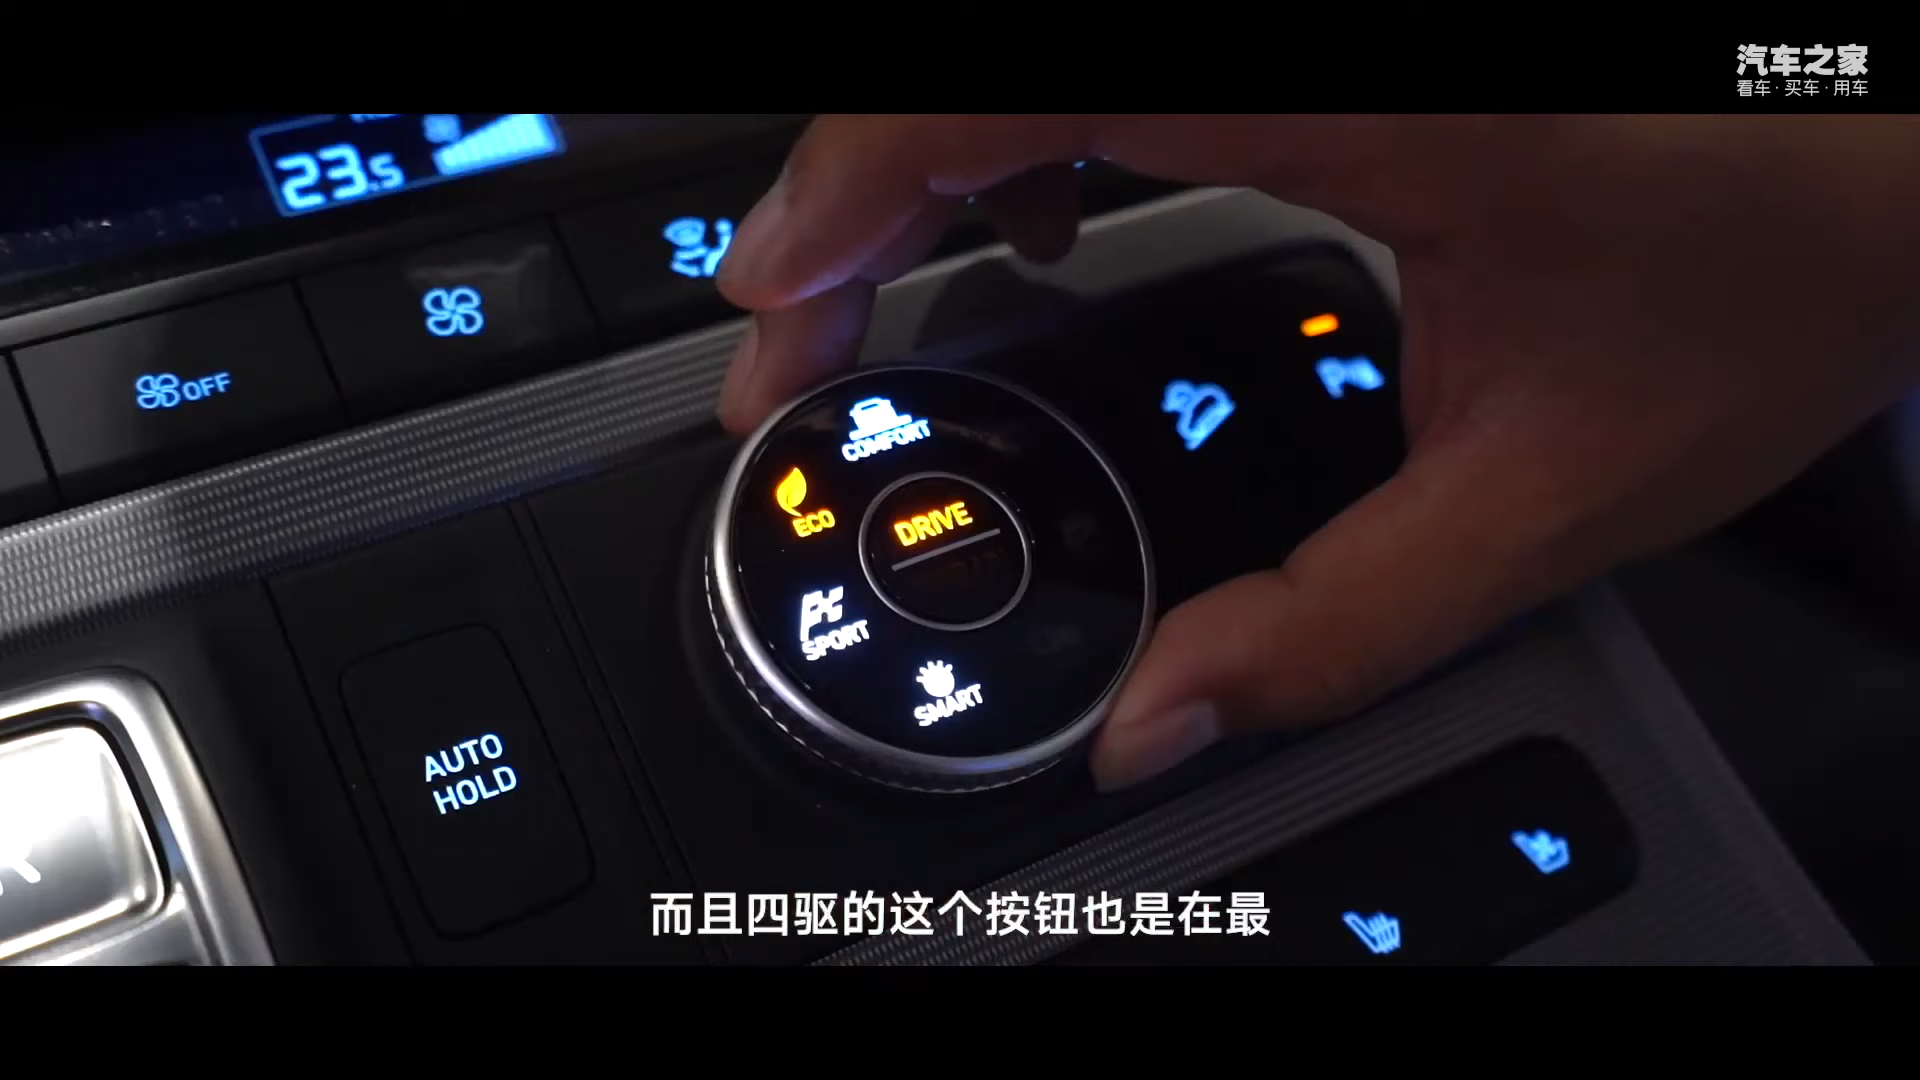 汽车之家
看车·买车·用车
23.5
OFF
COMFORT
ECO
DRIVE
SPORT
SMART
AUTO
HOLD
R
而且四驱的这个按钮也是在最